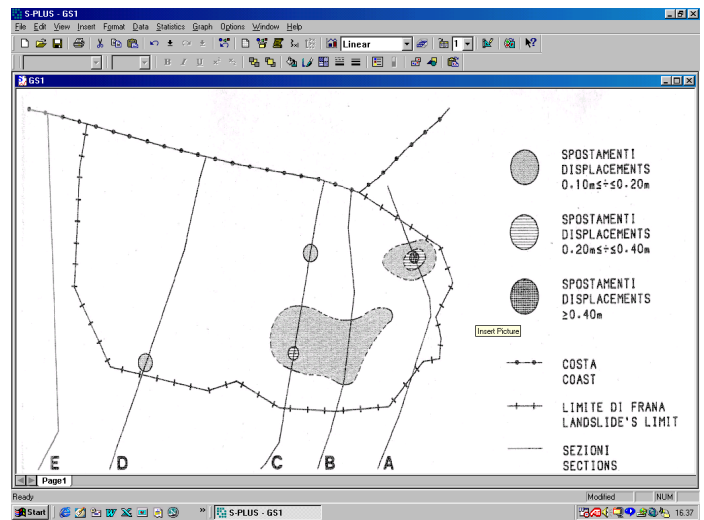 S-PLUS - GS1
File Edit View Insert Format Data Statistics Graph Options Window Help
Linear
1
B I U
GS1
SPOSTAMENTI
DISPLACEMENTS
0.10m≤÷≤0.20m
SPOSTAMENTI
DISPLACEMENTS
0.20m≤÷≤0.40m
SPOSTAMENTI
DISPLACEMENTS
≥0.40m
Insert Picture
COSTA
COAST
LIMITE DI FRANA
LANDSLIDE'S LIMIT
SEZIONI
SECTIONS
E D C B A
Page1
Ready
Modified NUM
Start » S-PLUS - GS1 16.37